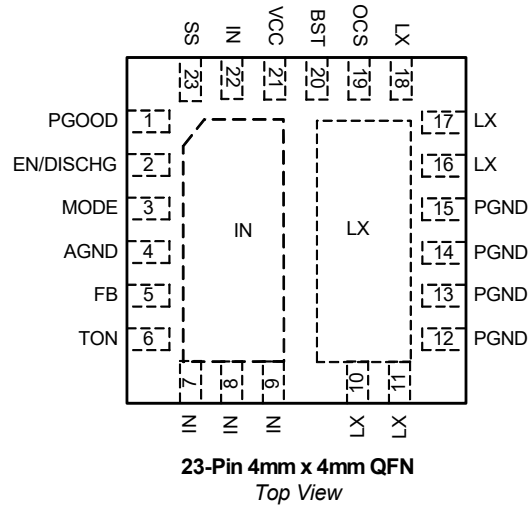 SS IN VCC BST OCS LX
23 22 21 20 19 18
PGOOD 1
EN/DISCHG 2
MODE 3
AGND 4
FB 5
TON 6
IN
LX
17 LX
16 LX
15 PGND
14 PGND
13 PGND
12 PGND
7 8 9 10 11
IN IN IN LX LX
23-Pin 4mm x 4mm QFN
Top View